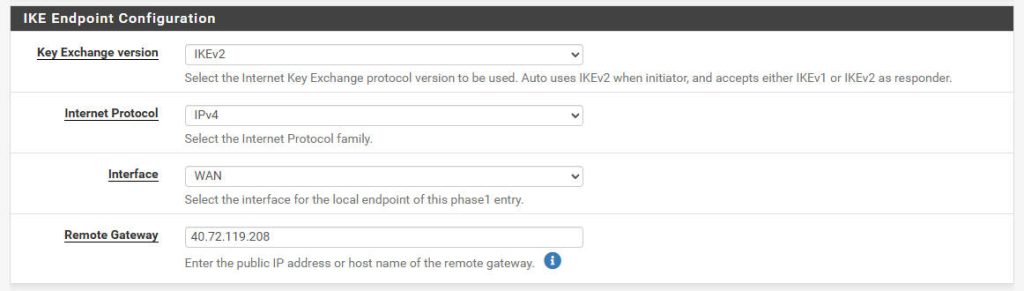 IKE Endpoint Configuration
Key Exchange version
IKEv2
Select the Internet Key Exchange protocol version to be used. Auto uses IKEv2 when initiator, and accepts either IKEv1 or IKEv2 as responder.
Internet Protocol
IPv4
Select the Internet Protocol family.
Interface
WAN
Select the interface for the local endpoint of this phase1 entry.
Remote Gateway
40.72.119.208
Enter the public IP address or host name of the remote gateway.